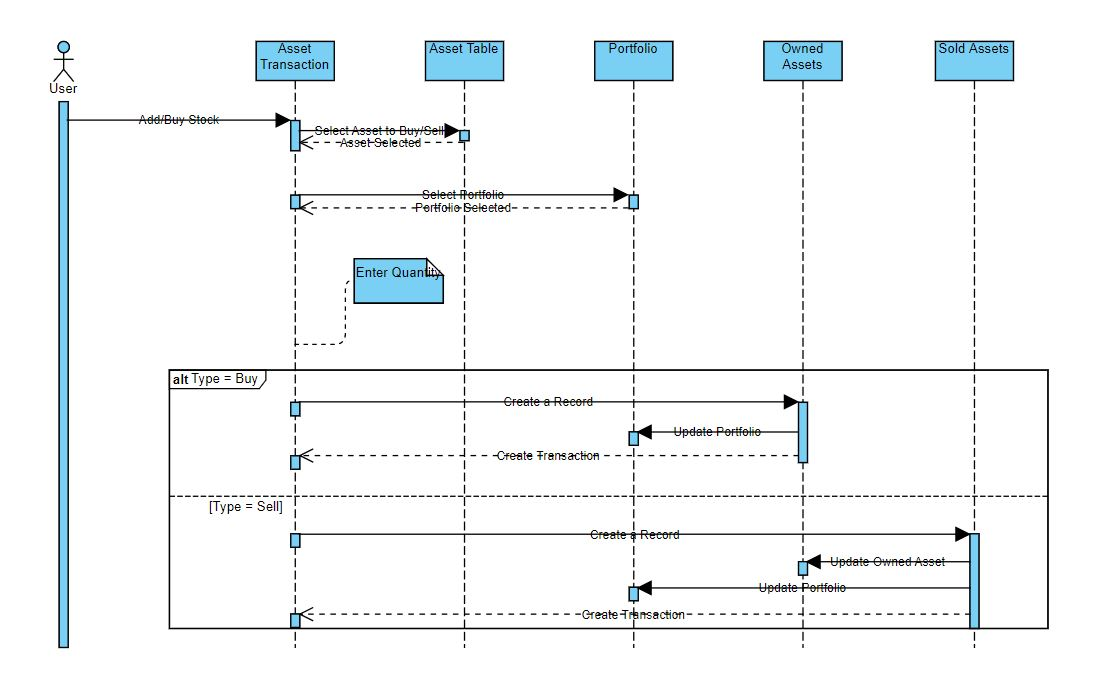 User
Asset
Transaction
Asset Table
Portfolio
Owned
Assets
Sold Assets
Add/Buy Stock
Select Asset to Buy/Sell
Asset Selected
Select Portfolio
Portfolio Selected
Enter Quantity
alt Type = Buy
Create a Record
Update Portfolio
Create Transaction
[Type = Sell]
Create a Record
Update Owned Asset
Update Portfolio
Create Transaction